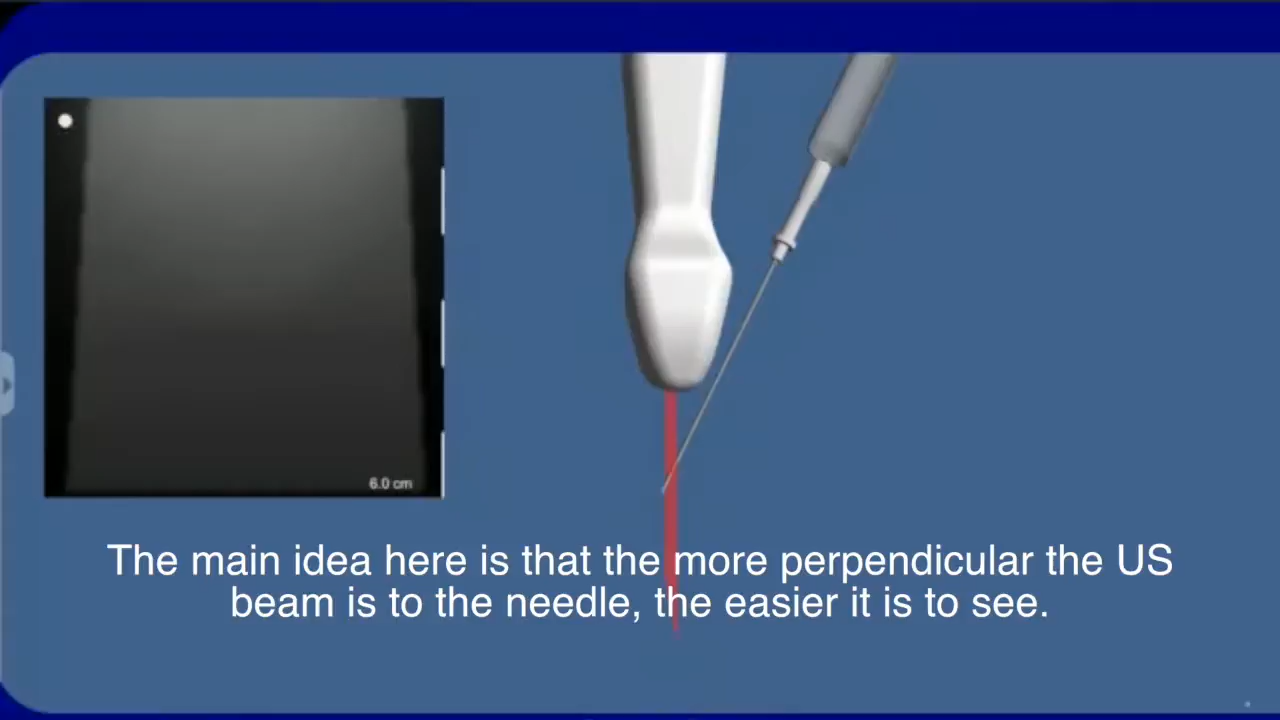 6.0 cm
The main idea here is that the more perpendicular the US
beam is to the needle, the easier it is to see.